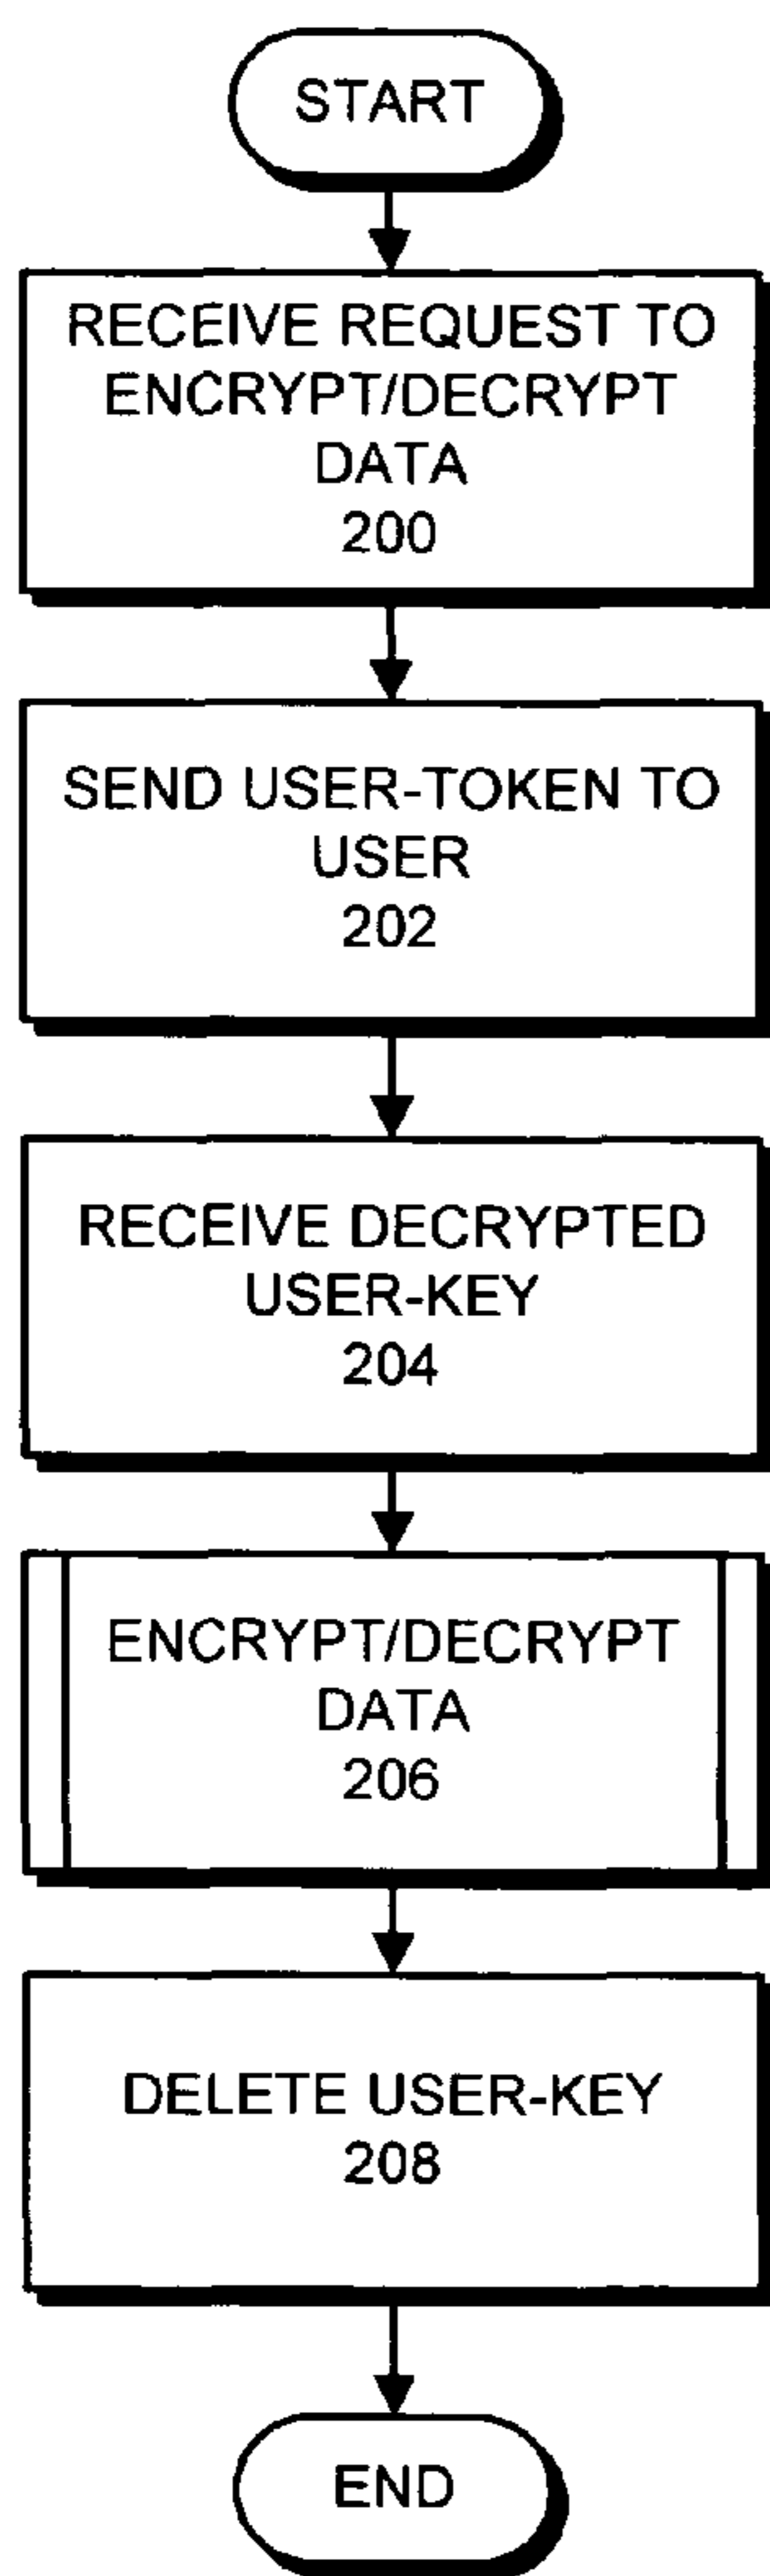 START
RECEIVE REQUEST TO
ENCRYPT/DECRYPT
DATA
200
SEND USER-TOKEN TO
USER
202
RECEIVE DECRYPTED
USER-KEY
204
ENCRYPT/DECRYPT
DATA
206
DELETE USER-KEY
208
END